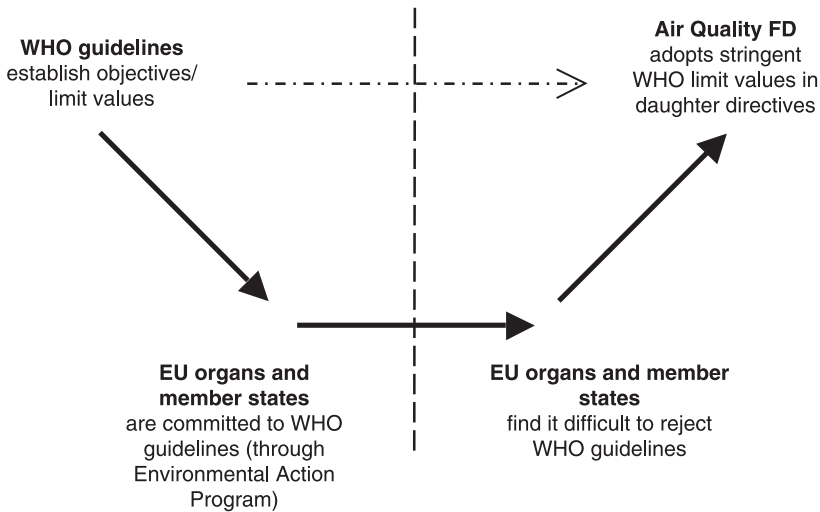 WHO guidelines
establish objectives/
limit values
Air Quality FD
adopts stringent
WHO limit values in
daughter directives
EU organs and
member states
are committed to WHO
guidelines (through
Environmental Action
Program)
EU organs and member
states
find it difficult to reject
WHO guidelines